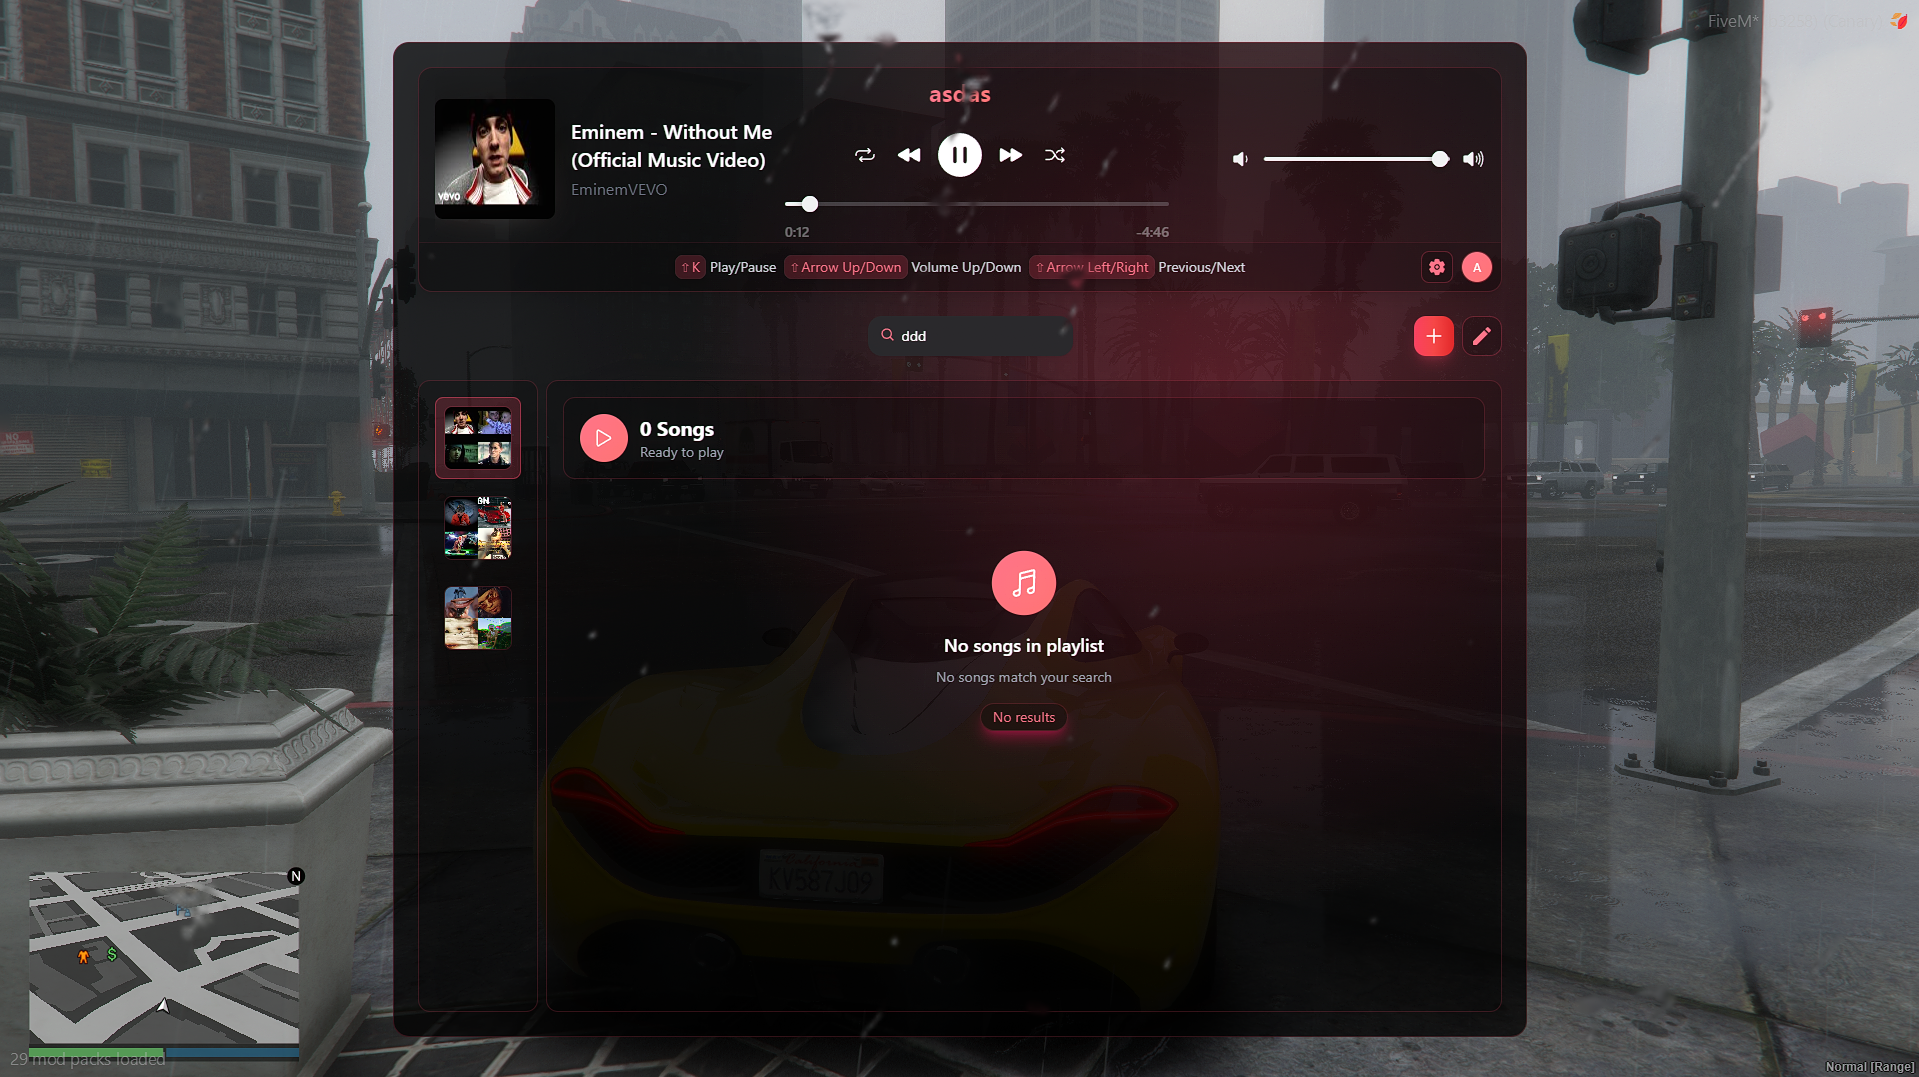 FiveM*
asdas
Eminem - Without Me
(Official Music Video)
EminemVEVO
vevo
0:12
-4:46
⇧K Play/Pause ⇧Arrow Up/Down Volume Up/Down ⇧Arrow Left/Right Previous/Next
A
ddd
0 Songs
Ready to play
No songs in playlist
No songs match your search
No results
NO
KV587J09
N
$
29 mod packs loaded
Normal [Range]